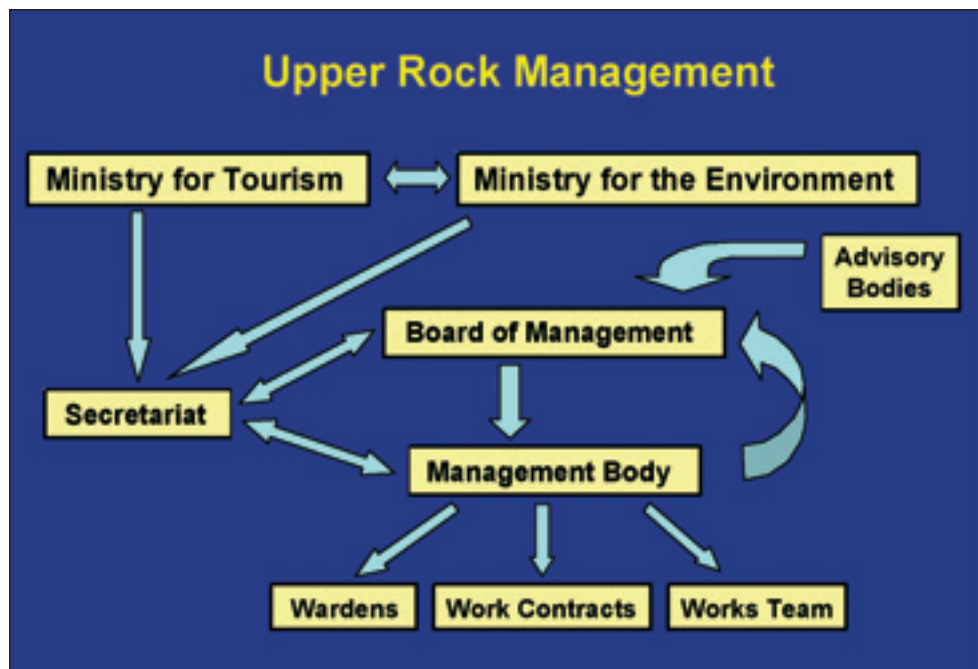 Upper Rock Management
Ministry for Tourism
Ministry for the Environment
Advisory
Bodies
Board of Management
Secretariat
Management Body
Wardens
Work Contracts
Works Team